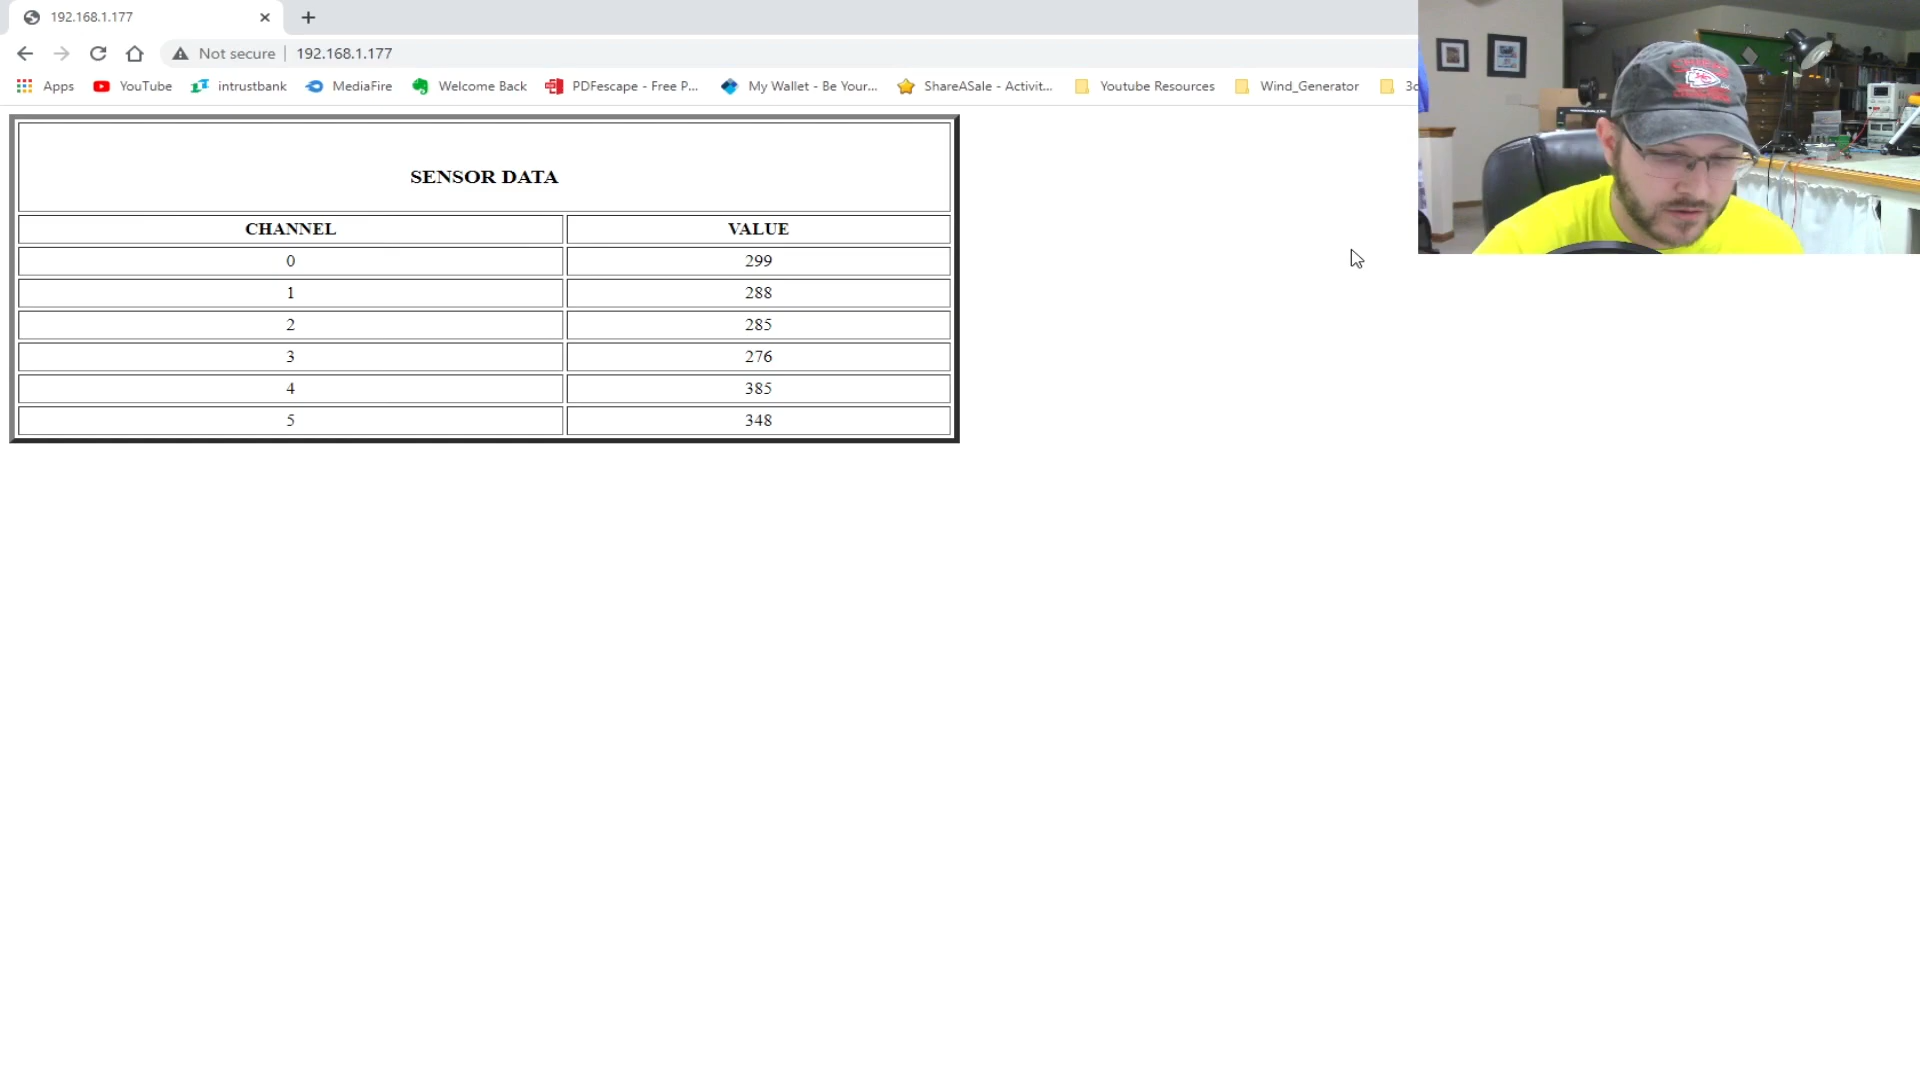 192.168.1.177
Not secure 192.168.1.177
Apps YouTube intrustbank MediaFire Welcome Back PDFescape - Free P... My Wallet - Be Your... ShareASale - Activit... Youtube Resources Wind_Generator
SENSOR DATA
CHANNEL VALUE
0 299
1 288
2 285
3 276
4 385
5 348